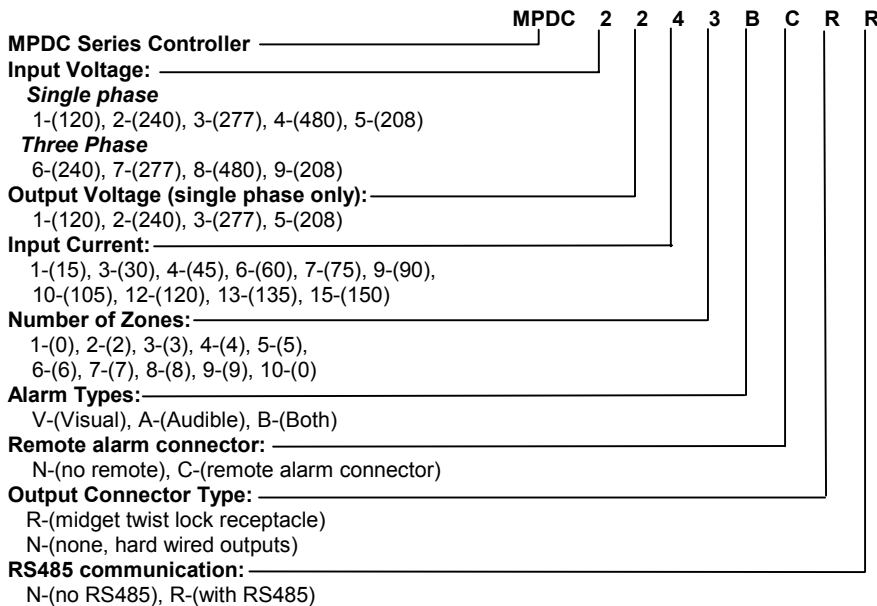 MPDC 2 2 4 3 B C R R
MPDC Series Controller
Input Voltage:
Single phase
1-(120), 2-(240), 3-(277), 4-(480), 5-(208)
Three Phase
6-(240), 7-(277), 8-(480), 9-(208)
Output Voltage (single phase only):
1-(120), 2-(240), 3-(277), 5-(208)
Input Current:
1-(15), 3-(30), 4-(45), 6-(60), 7-(75), 9-(90),
10-(105), 12-(120), 13-(135), 15-(150)
Number of Zones:
1-(0), 2-(2), 3-(3), 4-(4), 5-(5),
6-(6), 7-(7), 8-(8), 9-(9), 10-(0)
Alarm Types:
V-(Visual), A-(Audible), B-(Both)
Remote alarm connector:
N-(no remote), C-(remote alarm connector)
Output Connector Type:
R-(midget twist lock receptacle)
N-(none, hard wired outputs)
RS485 communication:
N-(no RS485), R-(with RS485)